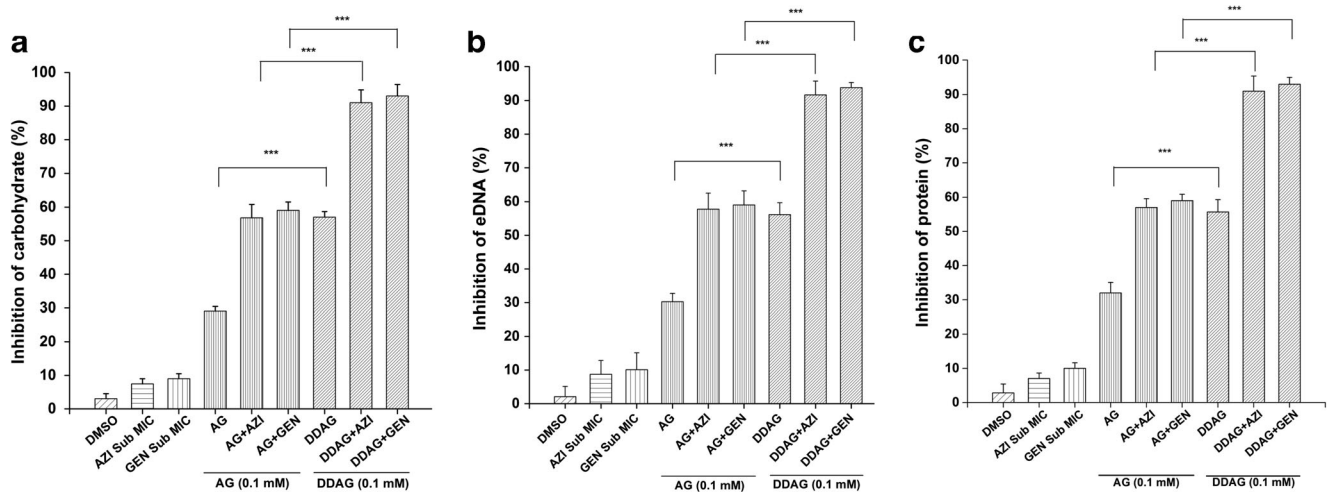 a
Inhibition of carbohydrate (%)
100
90
80
70
60
50
40
30
20
10
0
***
***
***
DMSO
AZI Sub MIC
GEN Sub MIC
AG
AG+AZI
AG+GEN
DDAG
DDAG+AZI
DDAG+GEN
AG (0.1 mM)
DDAG (0.1 mM)
b
Inhibition of eDNA (%)
100
90
80
70
60
50
40
30
20
10
0
***
***
***
DMSO
AZI Sub MIC
GEN Sub MIC
AG
AG+AZI
AG+GEN
DDAG
DDAG+AZI
DDAG+GEN
AG (0.1 mM)
DDAG (0.1 mM)
c
Inhibition of protein (%)
100
90
80
70
60
50
40
30
20
10
0
***
***
***
DMSO
AZI Sub MIC
GEN Sub MIC
AG
AG+AZI
AG+GEN
DDAG
DDAG+AZI
DDAG+GEN
AG (0.1 mM)
DDAG (0.1 mM)